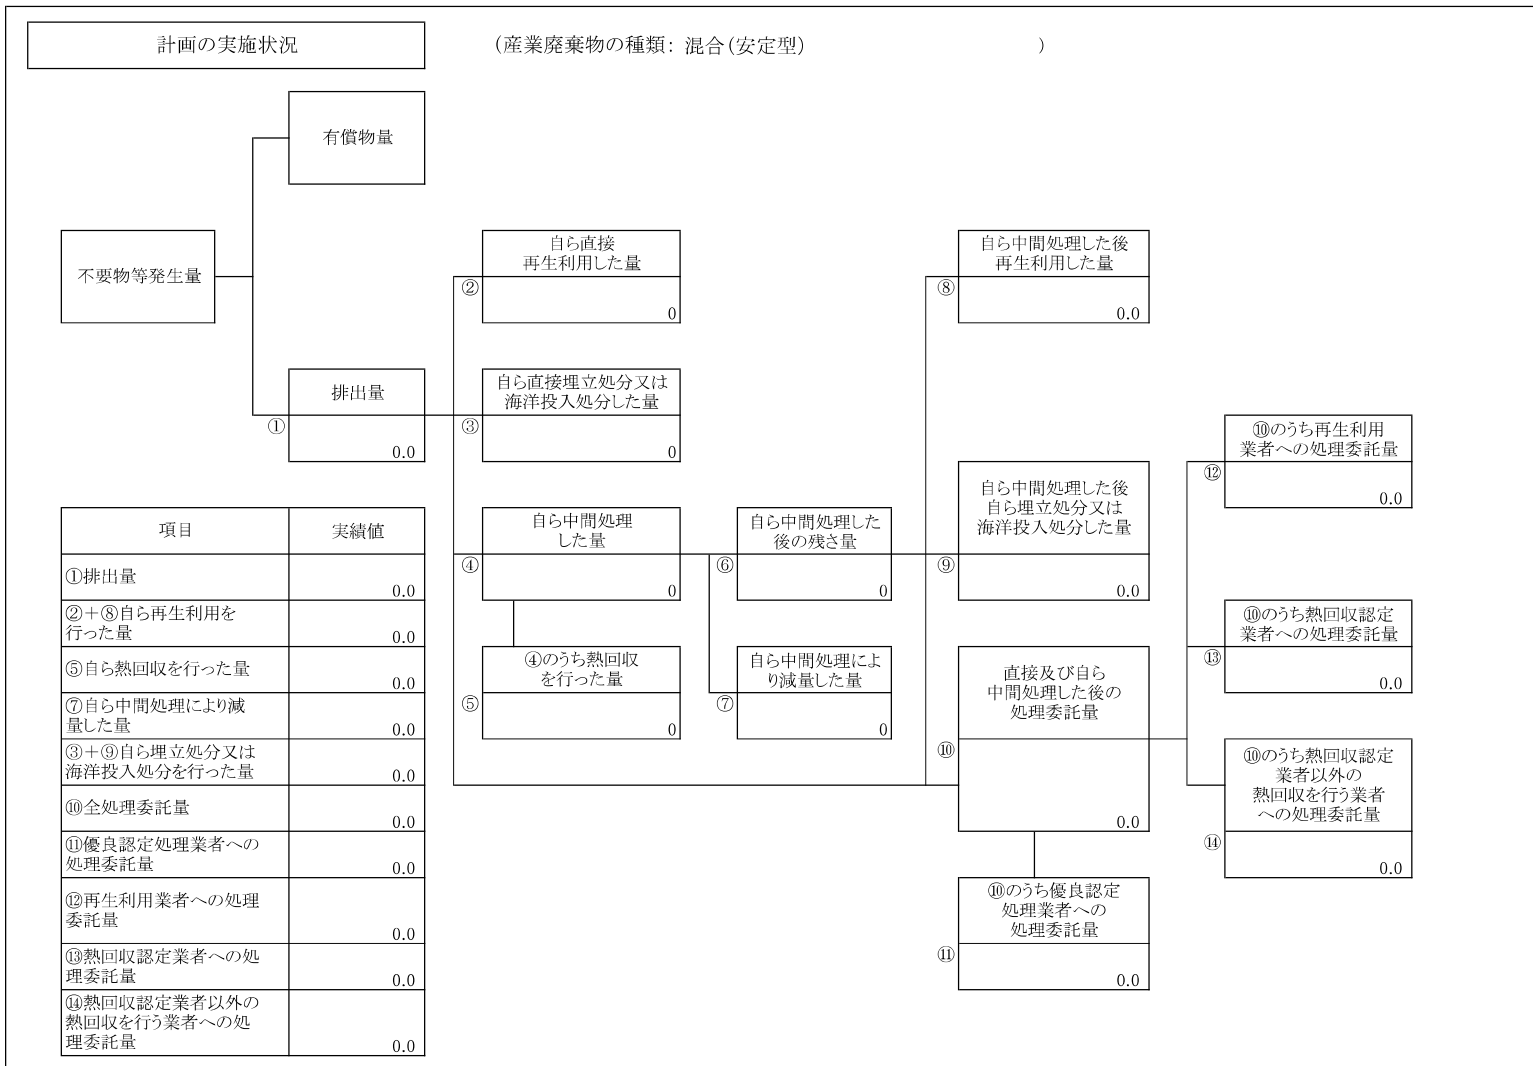 計画の実施状況
(産業廃棄物の種類：混合(安定型)　)
有償物量
不要物等発生量
自ら直接
再生利用した量
②
0
自ら中間処理した後
再生利用した量
⑧
0.0
排出量
①
0.0
自ら直接埋立処分又は
海洋投入処分した量
③
0
⑩のうち再生利用
業者への処理委託量
⑫
0.0
自ら中間処理
した量
④
0
自ら中間処理した
後の残さ量
⑥
0
自ら中間処理した後
自ら埋立処分又は
海洋投入処分した量
⑨
0.0
⑩のうち熱回収認定
業者への処理委託量
⑬
0.0
④のうち熱回収
を行った量
⑤
0
自ら中間処理によ
り減量した量
⑦
0
直接及び自ら
中間処理した後の
処理委託量
⑩
0.0
⑩のうち熱回収認定
業者以外の
熱回収を行う業者
への処理委託量
⑭
0.0
⑩のうち優良認定
処理業者への
処理委託量
⑪
0.0
項目　実績値
①排出量
0.0
②＋⑧自ら再生利用を
行った量
0.0
⑤自ら熱回収を行った量
0.0
⑦自ら中間処理により減
量した量
0.0
③＋⑨自ら埋立処分又は
海洋投入処分を行った量
0.0
⑩全処理委託量
0.0
⑪優良認定処理業者への
処理委託量
0.0
⑫再生利用業者への処理
委託量
0.0
⑬熱回収認定業者への処
理委託量
0.0
⑭熱回収認定業者以外の
熱回収を行う業者への処
理委託量
0.0